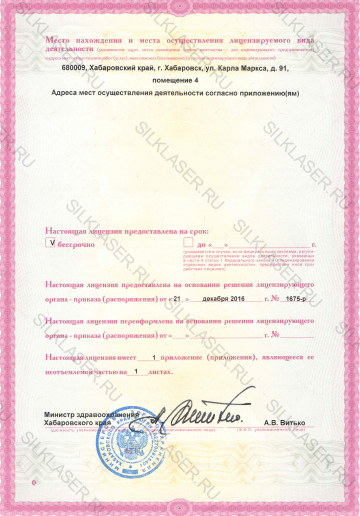 Место нахождения и места осуществления лицензируемого вида
деятельности
680009, Хабаровский край, г. Хабаровск, ул. Карла Маркса, д. 91,
помещение 4
Адреса мест осуществления деятельности согласно приложению(ям)
Настоящая лицензия предоставлена на срок:
V бессрочно до « » г.
Настоящая лицензия предоставлена на основании решения лицензирующего
органа - приказа (распоряжения) от « 21 » декабря 2016 г. № 1675-р
Настоящая лицензия переоформлена на основании решения лицензирующего
органа - приказа (распоряжения) от « » г. №
Настоящая лицензия имеет 1 приложение (приложения), являющееся ее
неотъемлемой частью на 1 листах.
Министр здравоохранения
Хабаровского края А.В. Витько
SILKLASER.RU